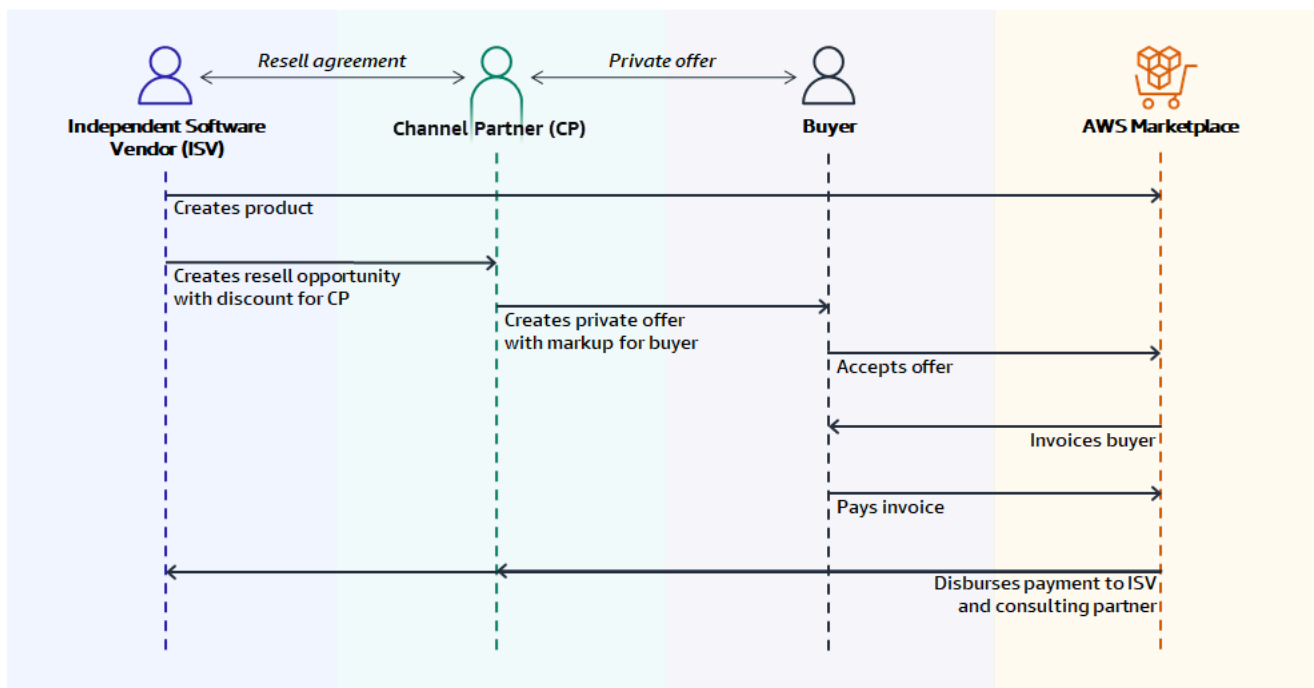 Resell agreement
Private offer
Independent Software
Vendor (ISV)
Channel Partner (CP)
Buyer
AWS Marketplace
Creates product
Creates resell opportunity
with discount for CP
Creates private offer
with markup for buyer
Accepts offer
Invoices buyer
Pays invoice
Disburses payment to ISV
and consulting partner